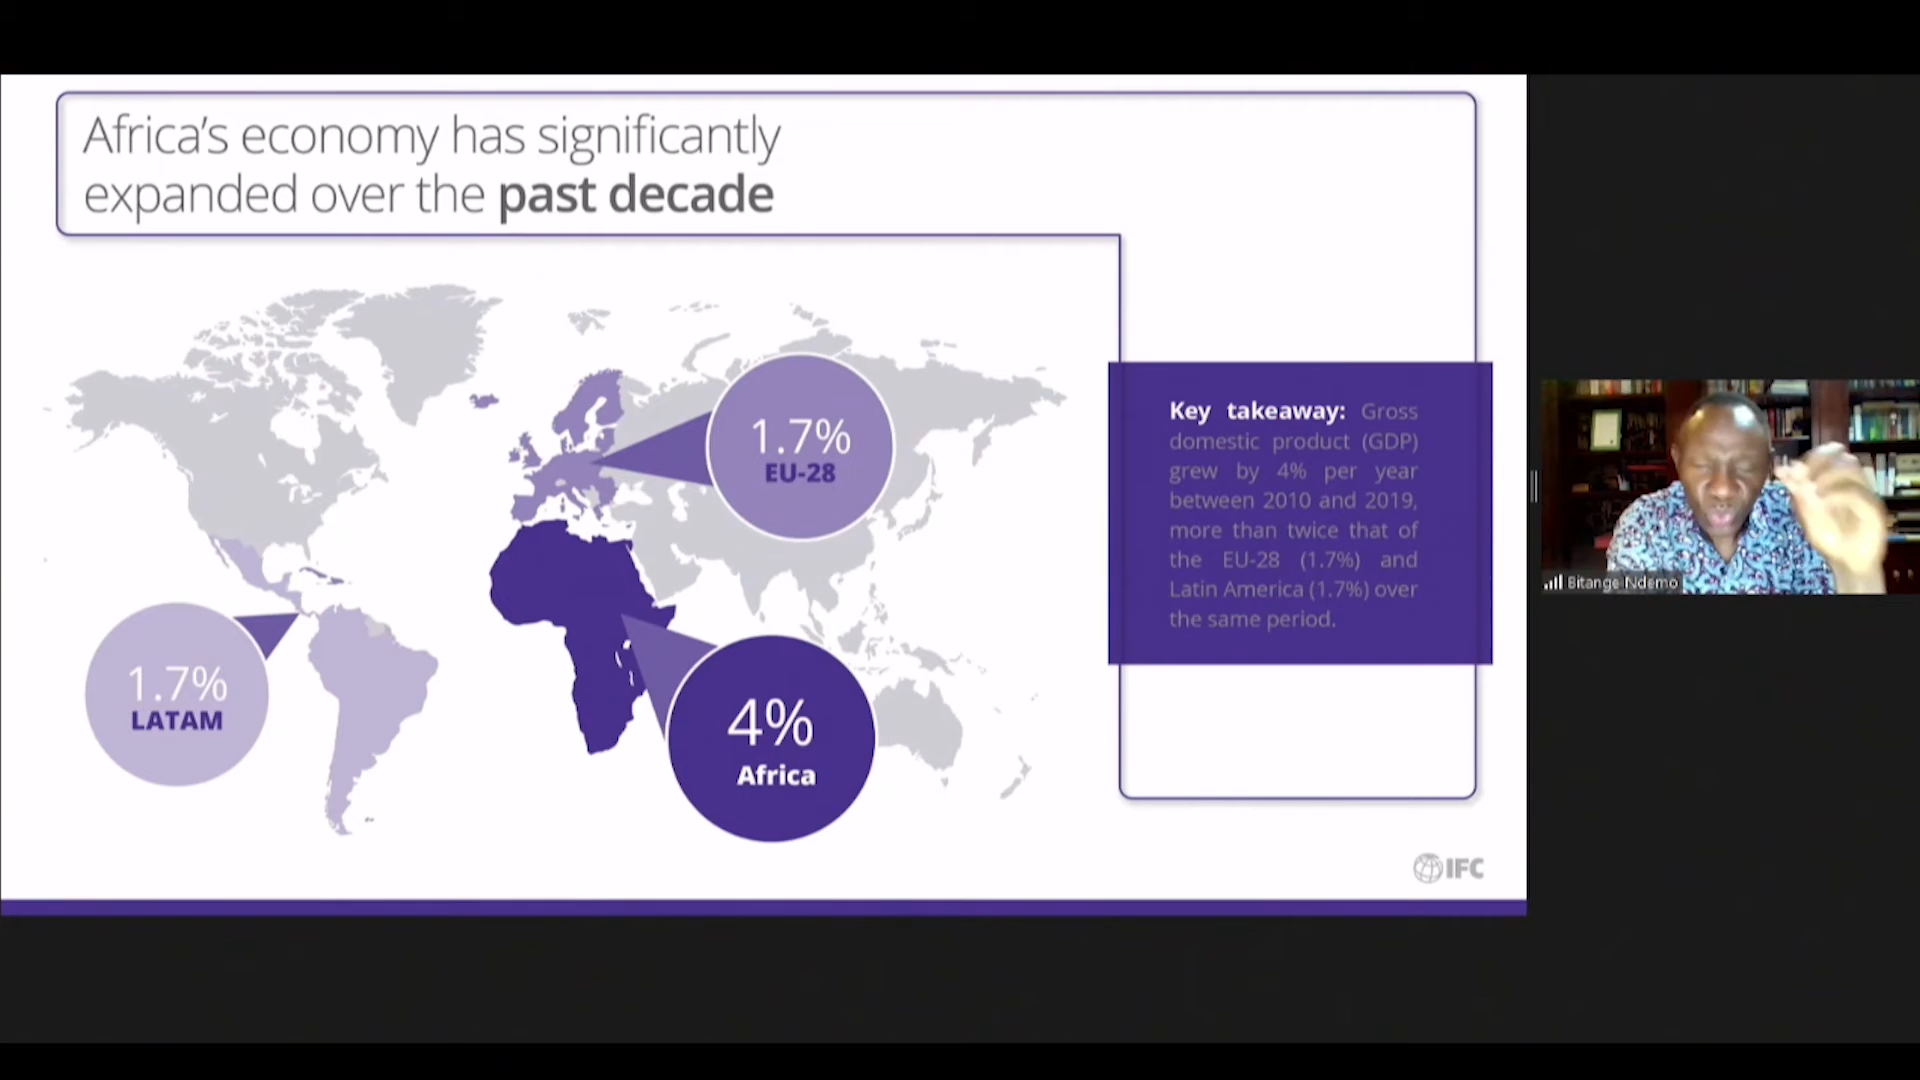 Africa's economy has significantly
expanded over the past decade
1.7%
EU-28
1.7%
LATAM
4%
Africa
Key takeaway: Gross
domestic product (GDP)
grew by 4% per year
between 2010 and 2019,
more than twice that of
the EU-28 (1.7%) and
Latin America (1.7%) over
the same period.
IFC
Bitange Ndemo